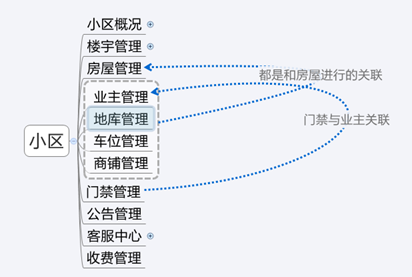 小区概况
楼宇管理
房屋管理
都是和房屋进行的关联
业主管理
地库管理
门禁与业主关联
小区
车位管理
商铺管理
门禁管理
公告管理
客服中心
收费管理